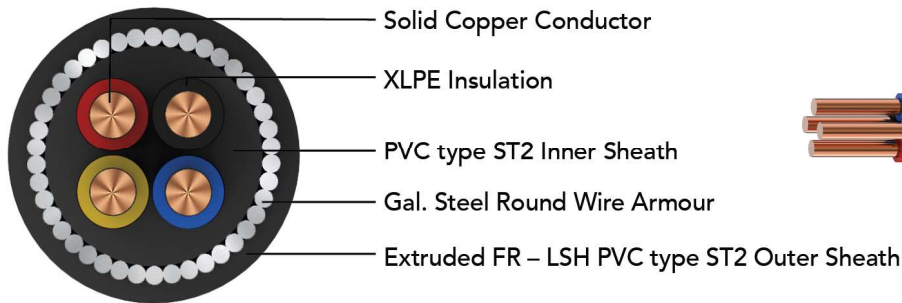 Solid Copper Conductor
XLPE Insulation
PVC type ST2 Inner Sheath
Gal. Steel Round Wire Armour
Extruded FR – LSH PVC type ST2 Outer Sheath